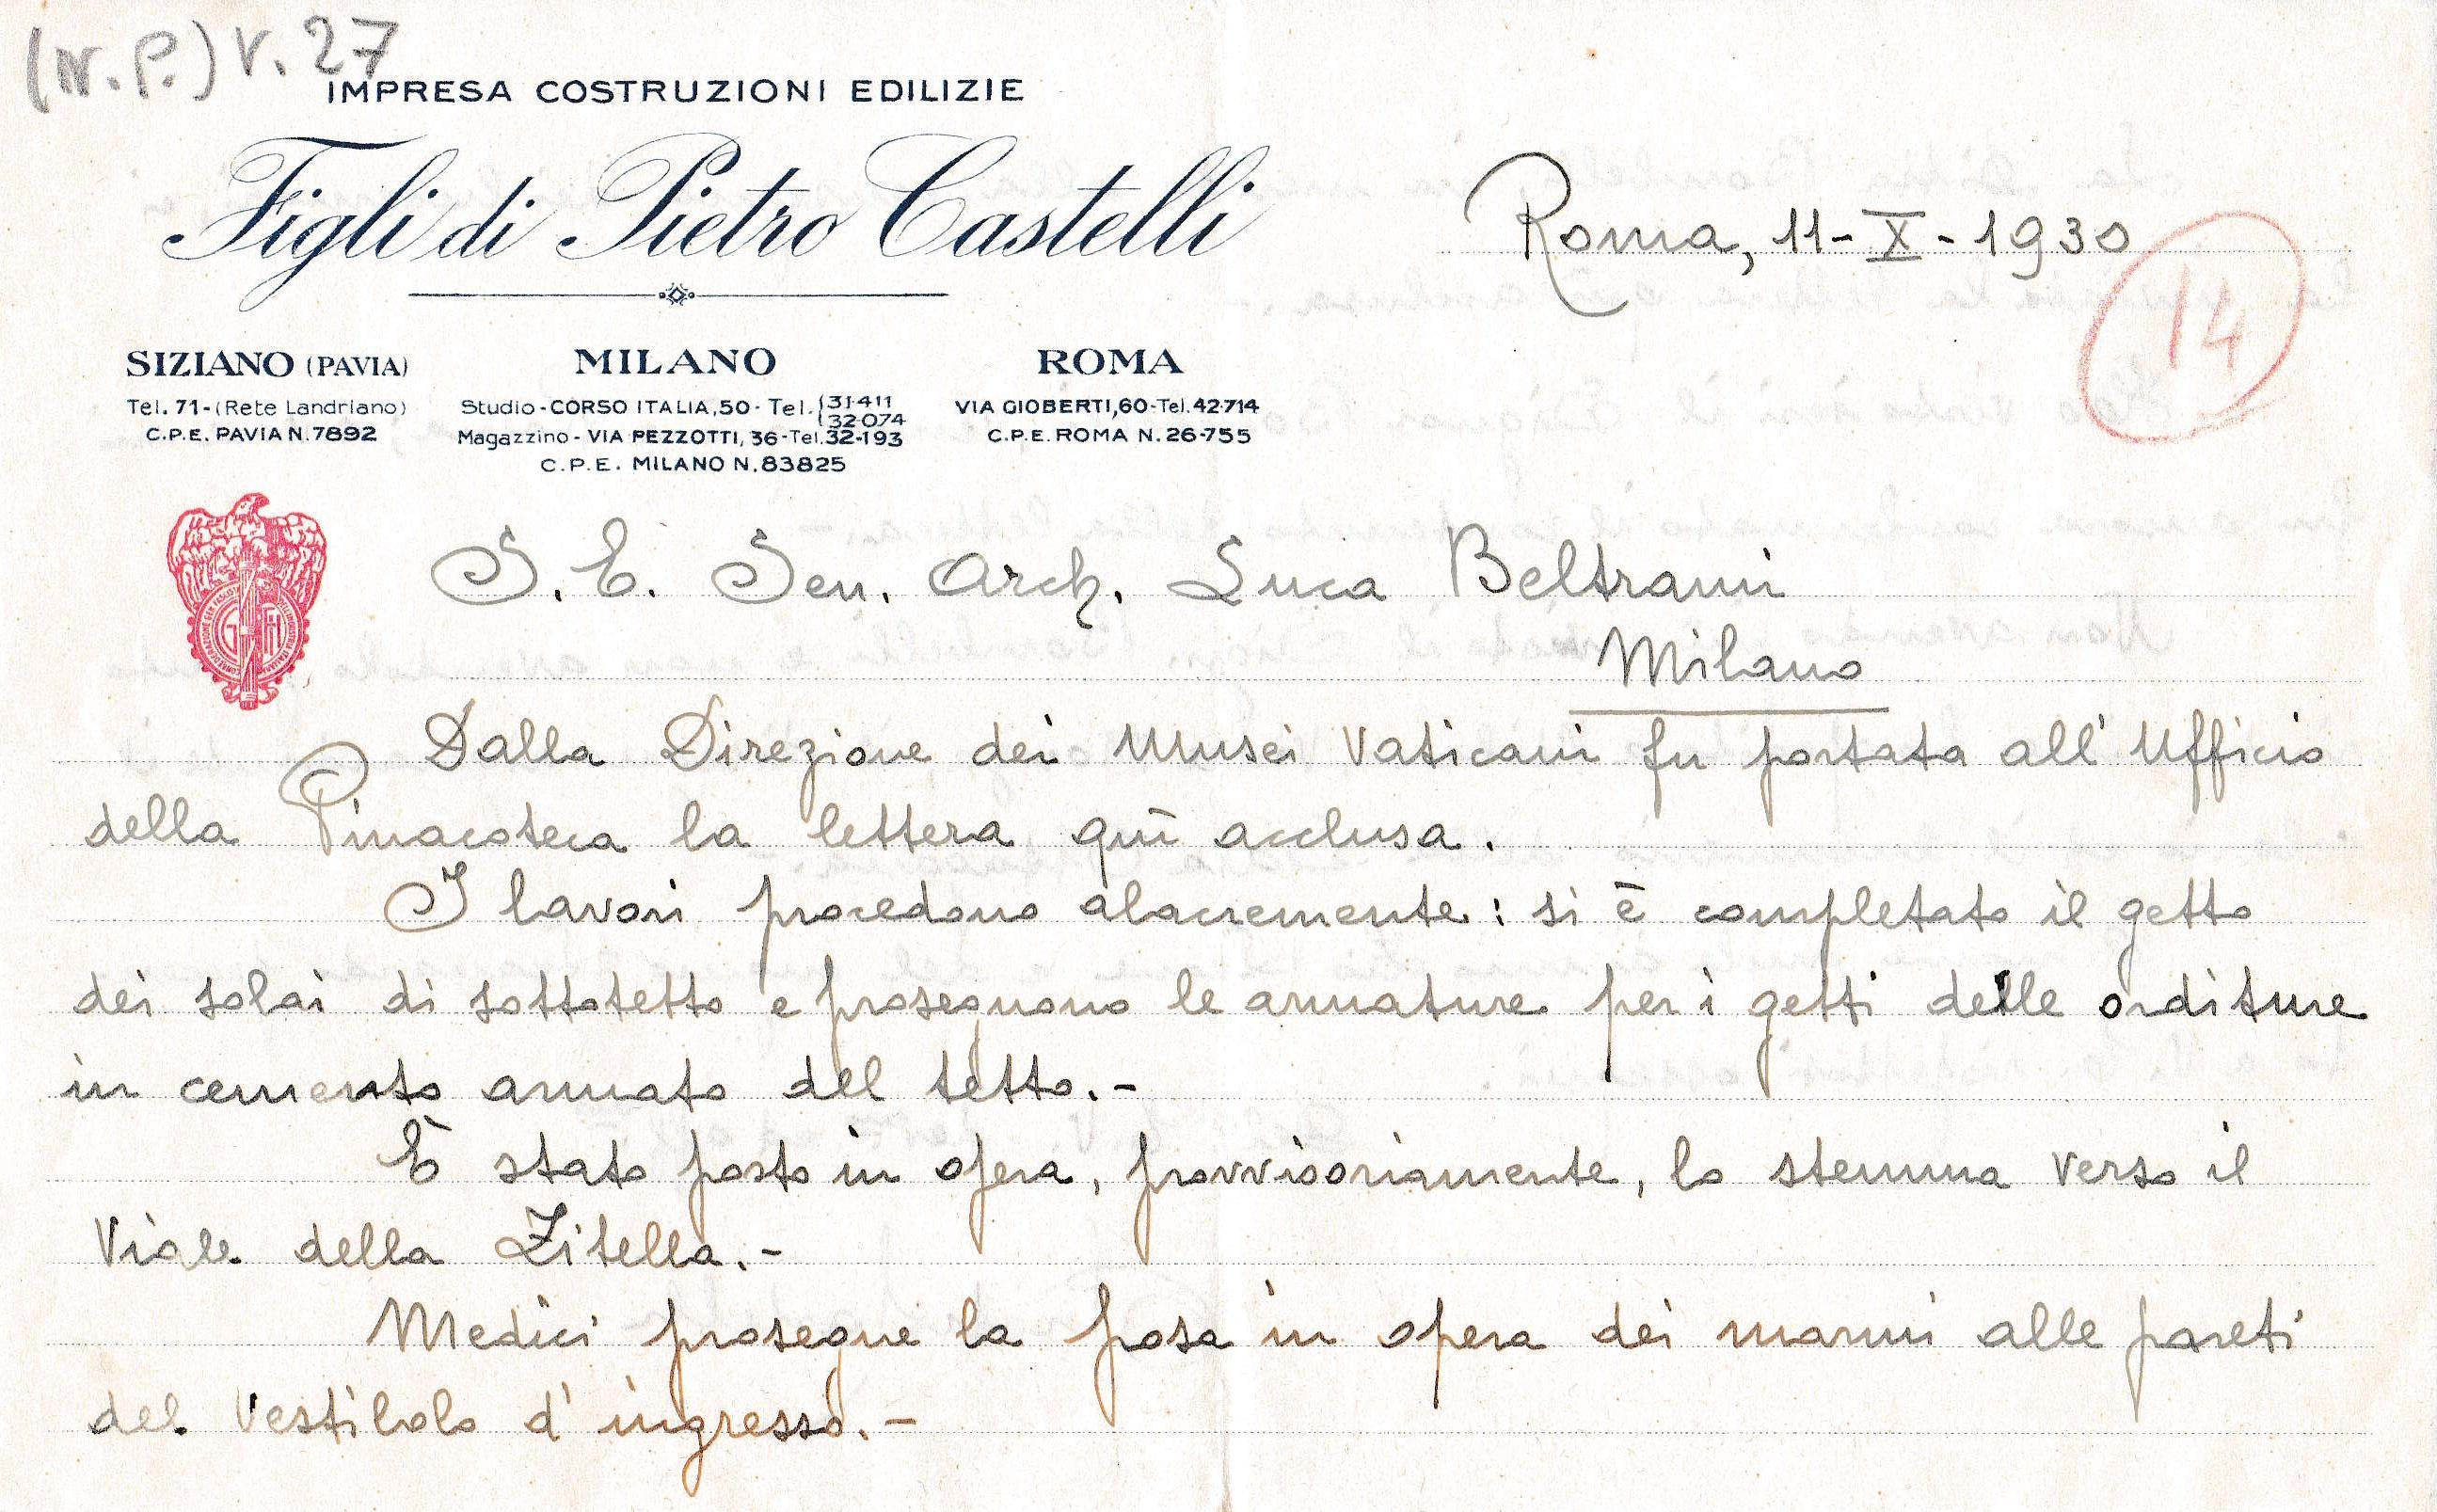 (N.P.) V. 27
IMPRESA COSTRUZIONI EDILIZIE
Figli di Pietro Castelli
Roma, 11-X-1930
14
SIZIANO (PAVIA)
Tel. 71-(Rete Landriano)
C.P.E. PAVIA N. 7892
MILANO
Studio-CORSO ITALIA, 50-Tel. (31-411
(32-074
Magazzino-VIA PEZZOTTI, 36-Tel. 32-193
C.P.E. MILANO N. 83825
ROMA
VIA GIOBERTI, 60-Tel. 42-714
C.P.E. ROMA N. 26-755
S. E. Sen. Arch. Luca Beltrami
Milano
Dalla Direzione dei Musei Vaticani fu portata all' Ufficio
della Pinacoteca la lettera quì acclusa.
I lavori procedono alacremente: si è completato il getto
dei solai di sottotetto e proseguono le armature per i getti delle orditure
in cemento armato del tetto.-
È stato posto in opera, provvisoriamente, lo stemma verso il
Viale della Zitella.-
Medici prosegue la posa in opera dei marmi alle pareti
del vestibolo d'ingresso.-